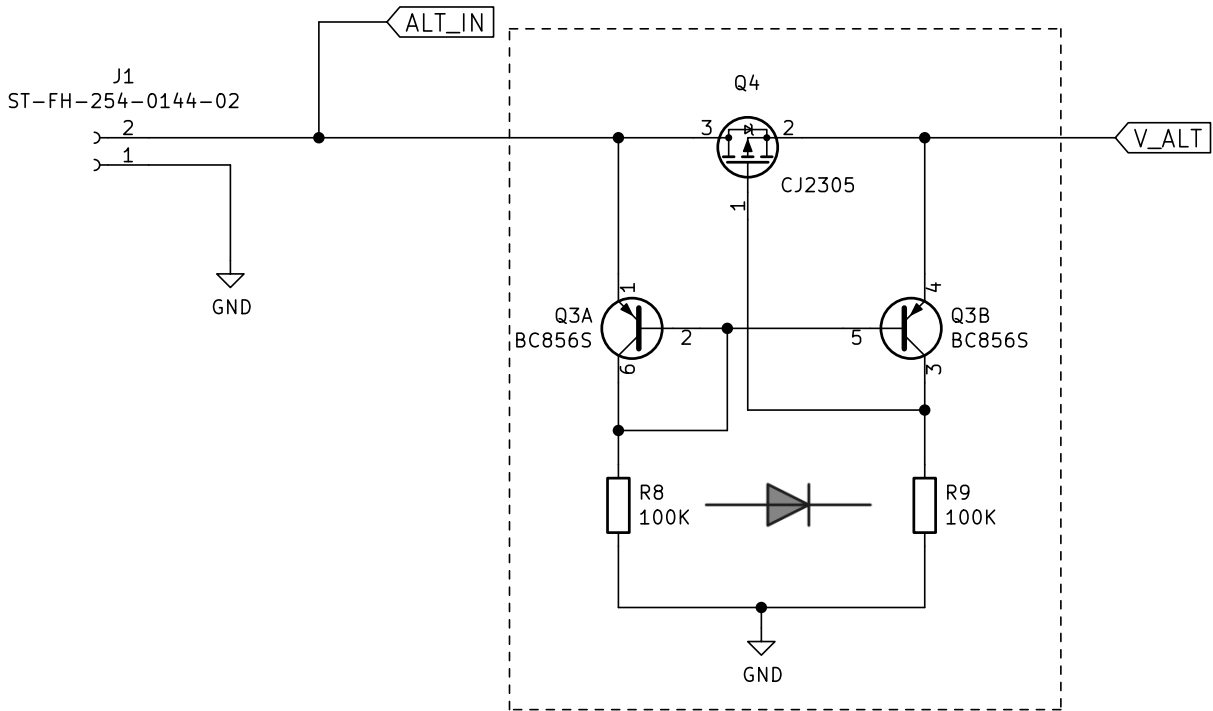 ALT_IN
J1
ST-FH-254-0144-02
2
1
GND
Q4
3
2
CJ2305
1
V_ALT
1
Q3A
BC856S
2
6
4
5
Q3B
BC856S
3
R8
100K
R9
100K
GND